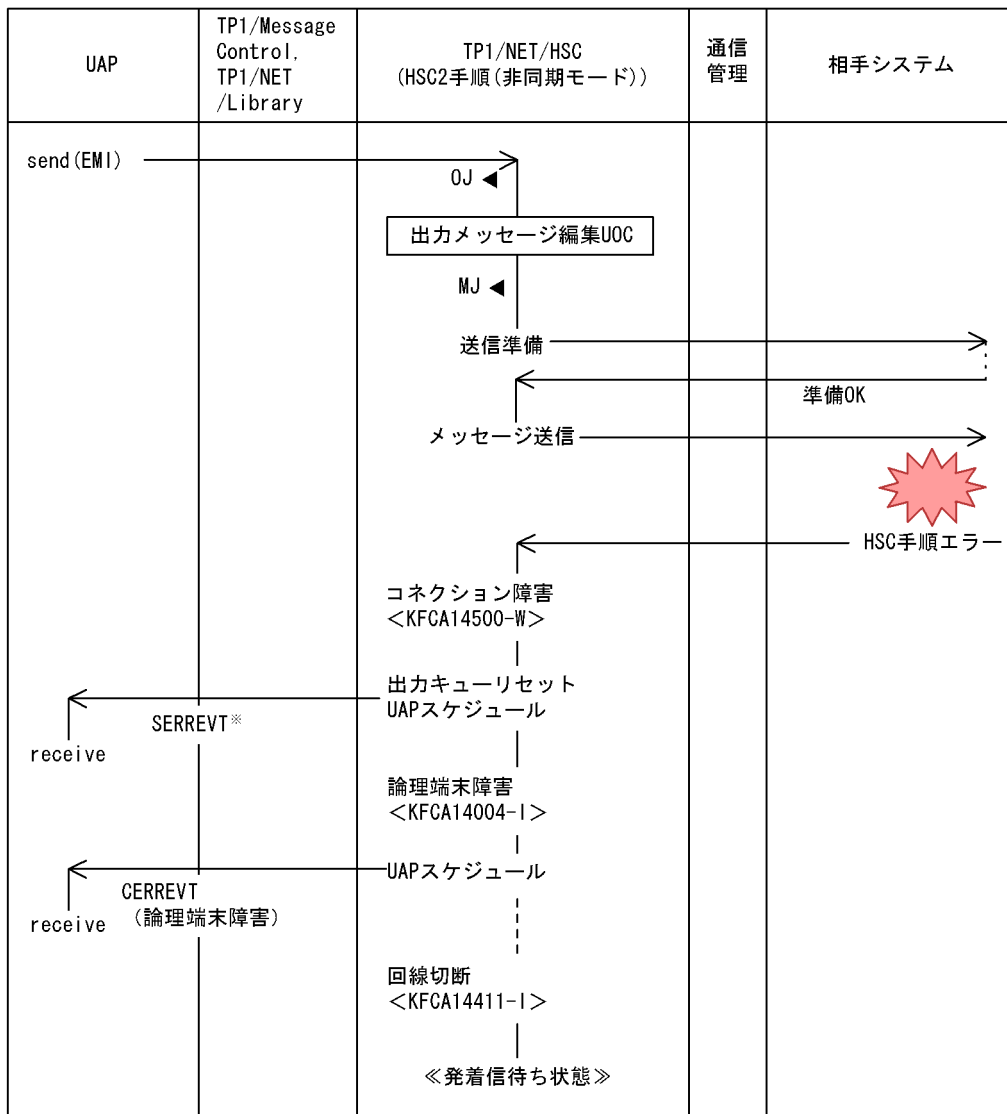 UAP
TP1/Message
Control,
TP1/NET
/Library
TP1/NET/HSC
(HSC2手順(非同期モード))
通信
管理
相手システム
send(EMI)
OJ
出力メッセージ編集UOC
MJ
送信準備
準備OK
メッセージ送信
HSC手順エラー
コネクション障害
<KFCA14500-W>
出力キューリセット
UAPスケジュール
SERREVT※
receive
論理端末障害
<KFCA14004-I>
UAPスケジュール
CERREVT
(論理端末障害)
receive
回線切断
<KFCA14411-I>
≪発着信待ち状態≫